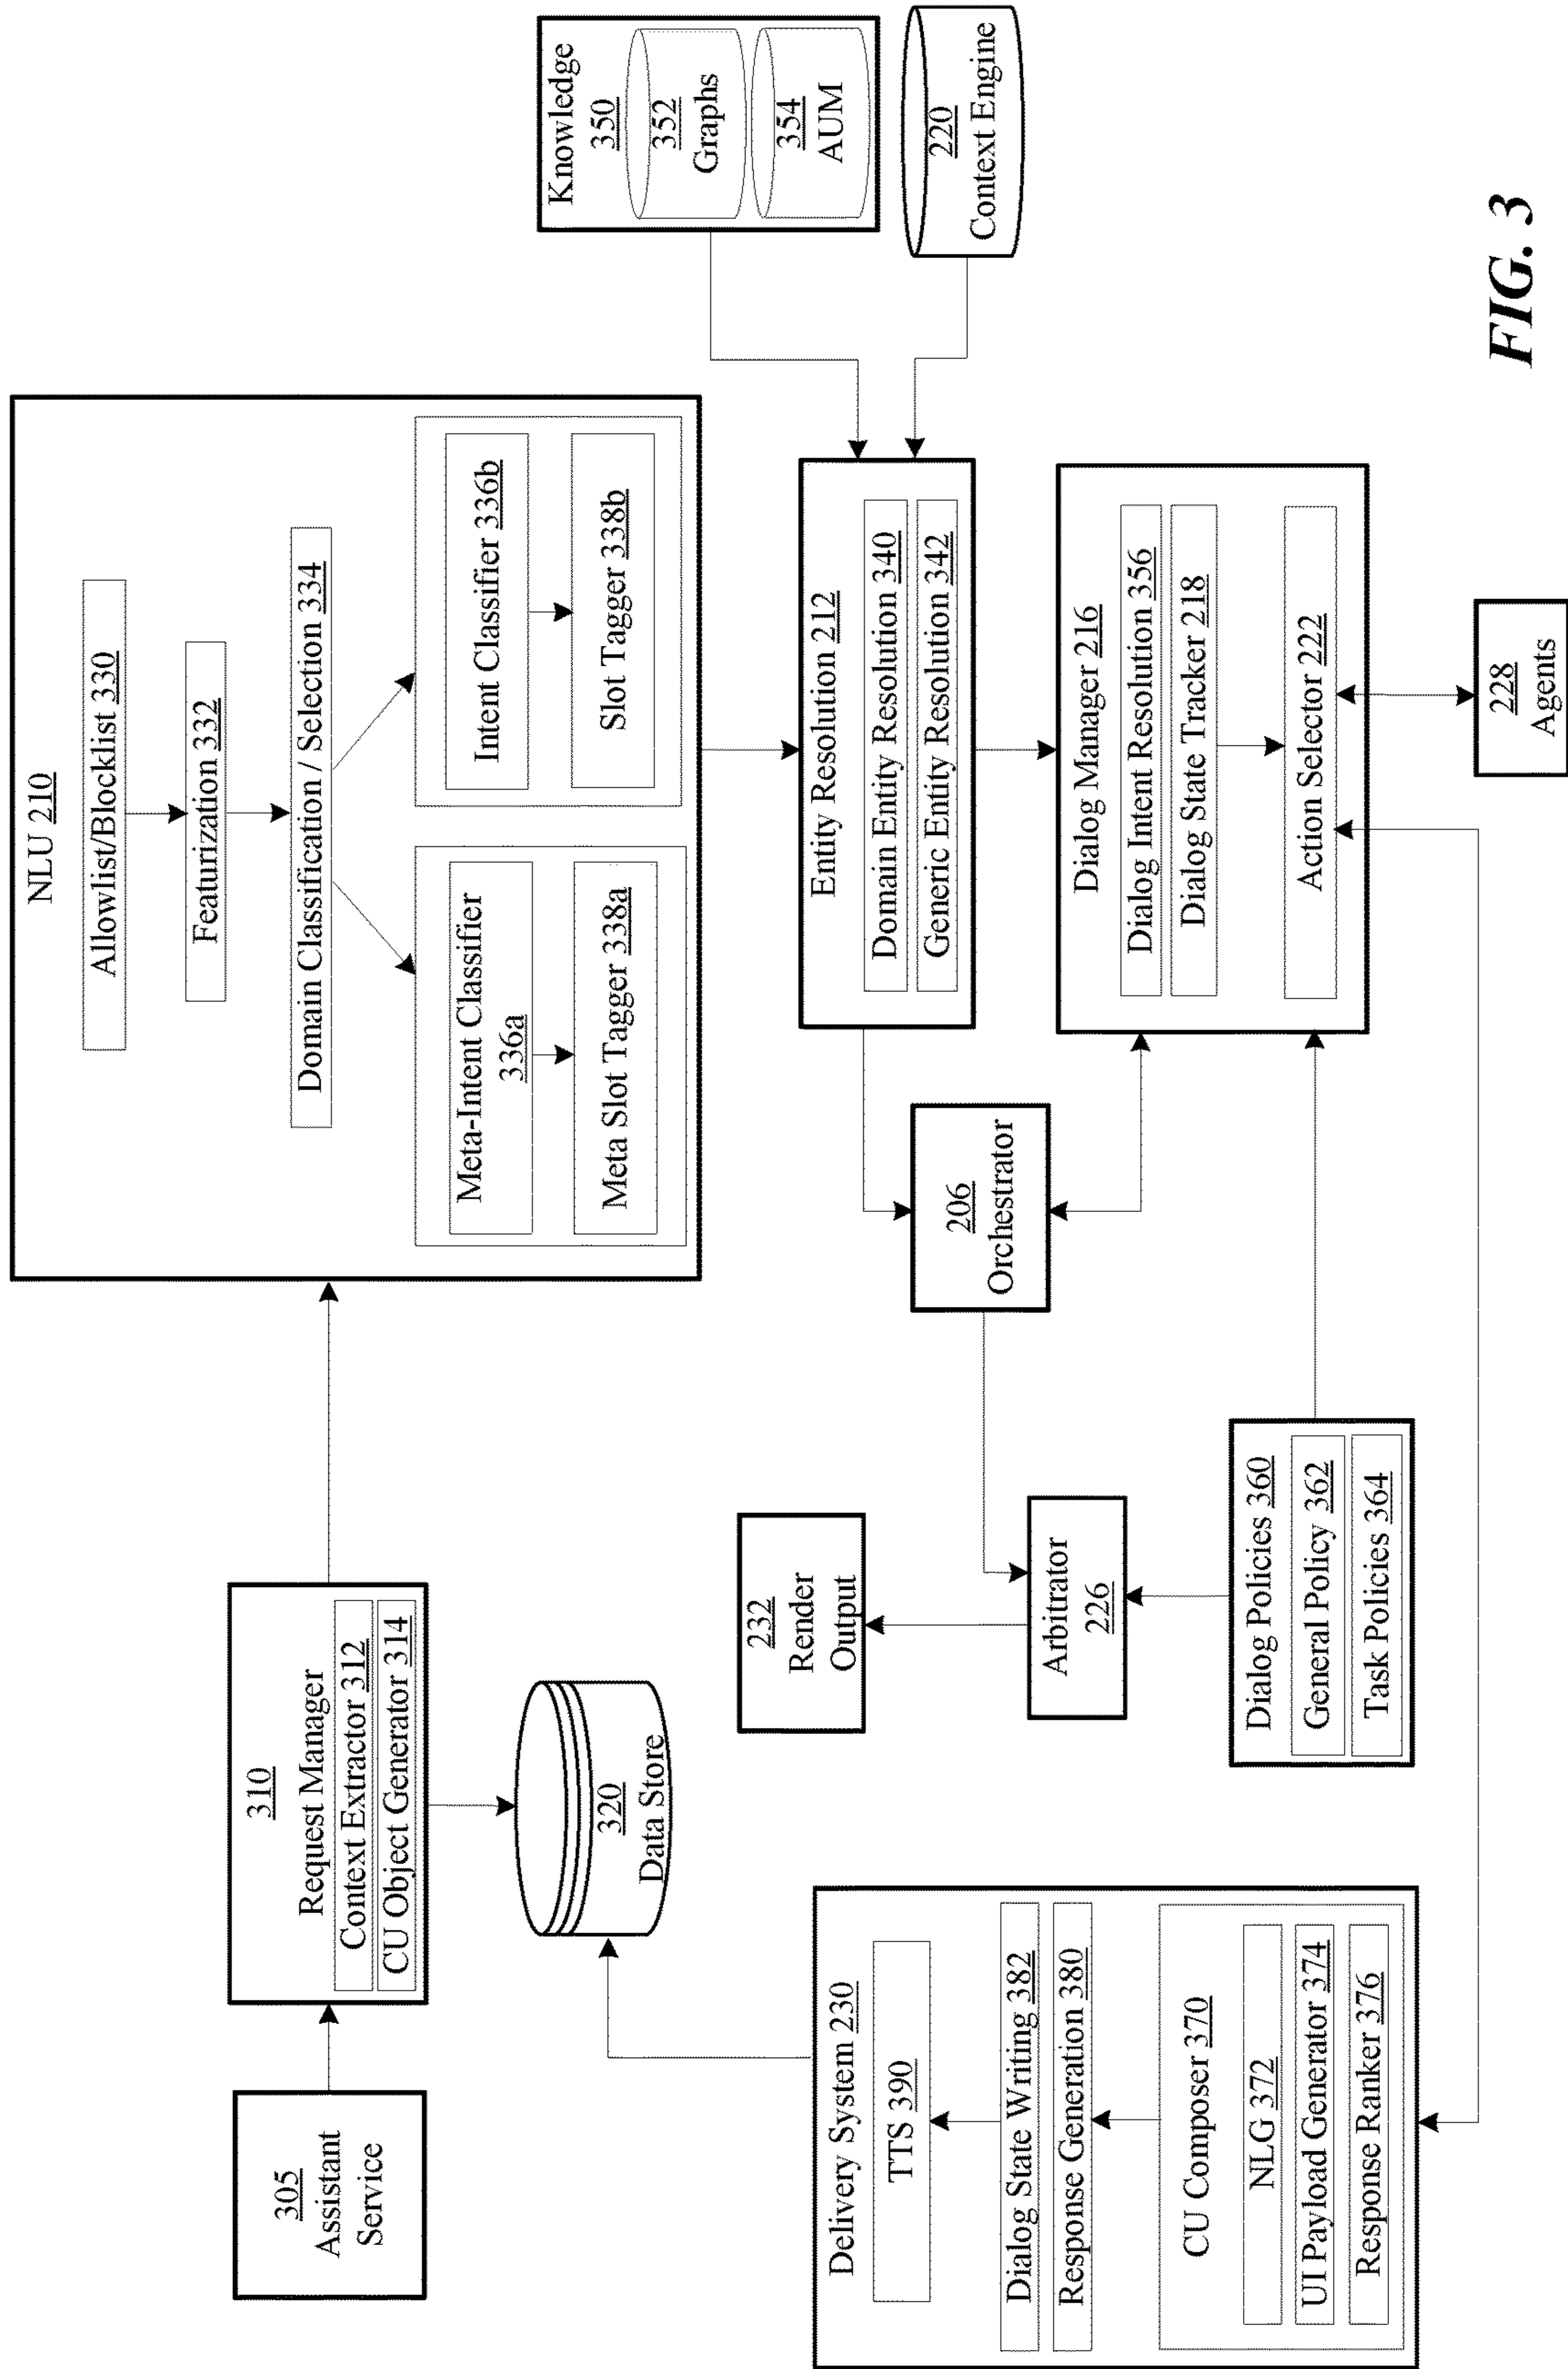 305
Assistant
Service
310
Request Manager
Context Extractor 312
CU Object Generator 314
320
Data Store
NLU 210
Allowlist/Blocklist 330
Featurization 332
Domain Classification / Selection 334
Meta-Intent Classifier
336a
Meta Slot Tagger 338a
Intent Classifier 336b
Slot Tagger 338b
Knowledge
350
352
Graphs
354
AUM
220
Context Engine
Entity Resolution 212
Domain Entity Resolution 340
Generic Entity Resolution 342
206
Orchestrator
Dialog Manager 216
Dialog Intent Resolution 356
Dialog State Tracker 218
Action Selector 222
228
Agents
232
Render
Output
Arbitrator
226
Dialog Policies 360
General Policy 362
Task Policies 364
Delivery System 230
TTS 390
Dialog State Writing 382
Response Generation 380
CU Composer 370
NLG 372
UI Payload Generator 374
Response Ranker 376
FIG. 3